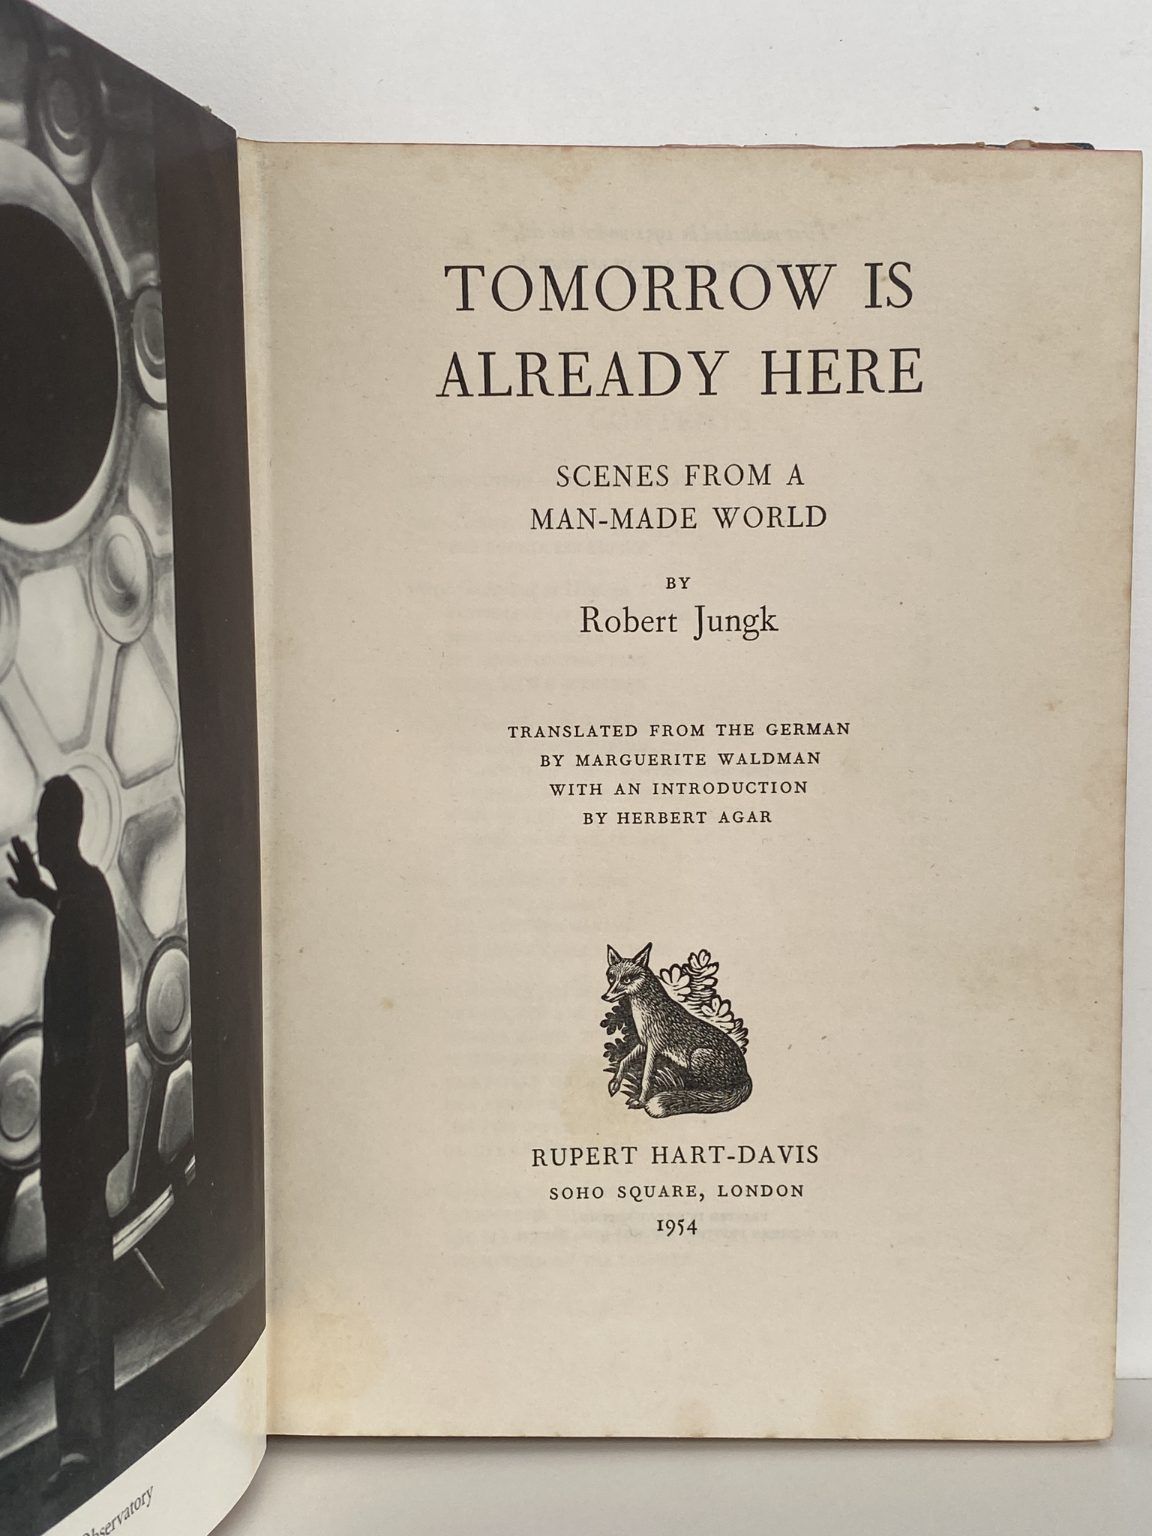 TOMORROW IS
ALREADY HERE
SCENES FROM A
MAN-MADE WORLD
BY
Robert Jungk
TRANSLATED FROM THE GERMAN
BY MARGUERITE WALDMAN
WITH AN INTRODUCTION
BY HERBERT AGAR
RUPERT HART-DAVIS
SOHO SQUARE, LONDON
1954
Observatory